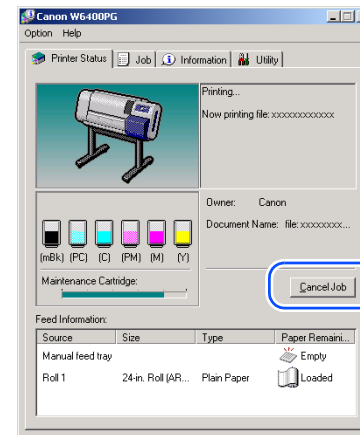 Canon W6400PG
Option Help
Printer Status Job Information Utility
Printing...
Now printing file: xxxxxxxxxxxx
Owner: Canon
Document Name: file: xxxxxxxx...
(mBk) (PC) (C) (PM) (M) (Y)
Maintenance Cartridge:
Cancel Job
Feed Information:
Source Size Type Paper Remaini...
Manual feed tray Empty
Roll 1 24-in. Roll (AR... Plain Paper Loaded